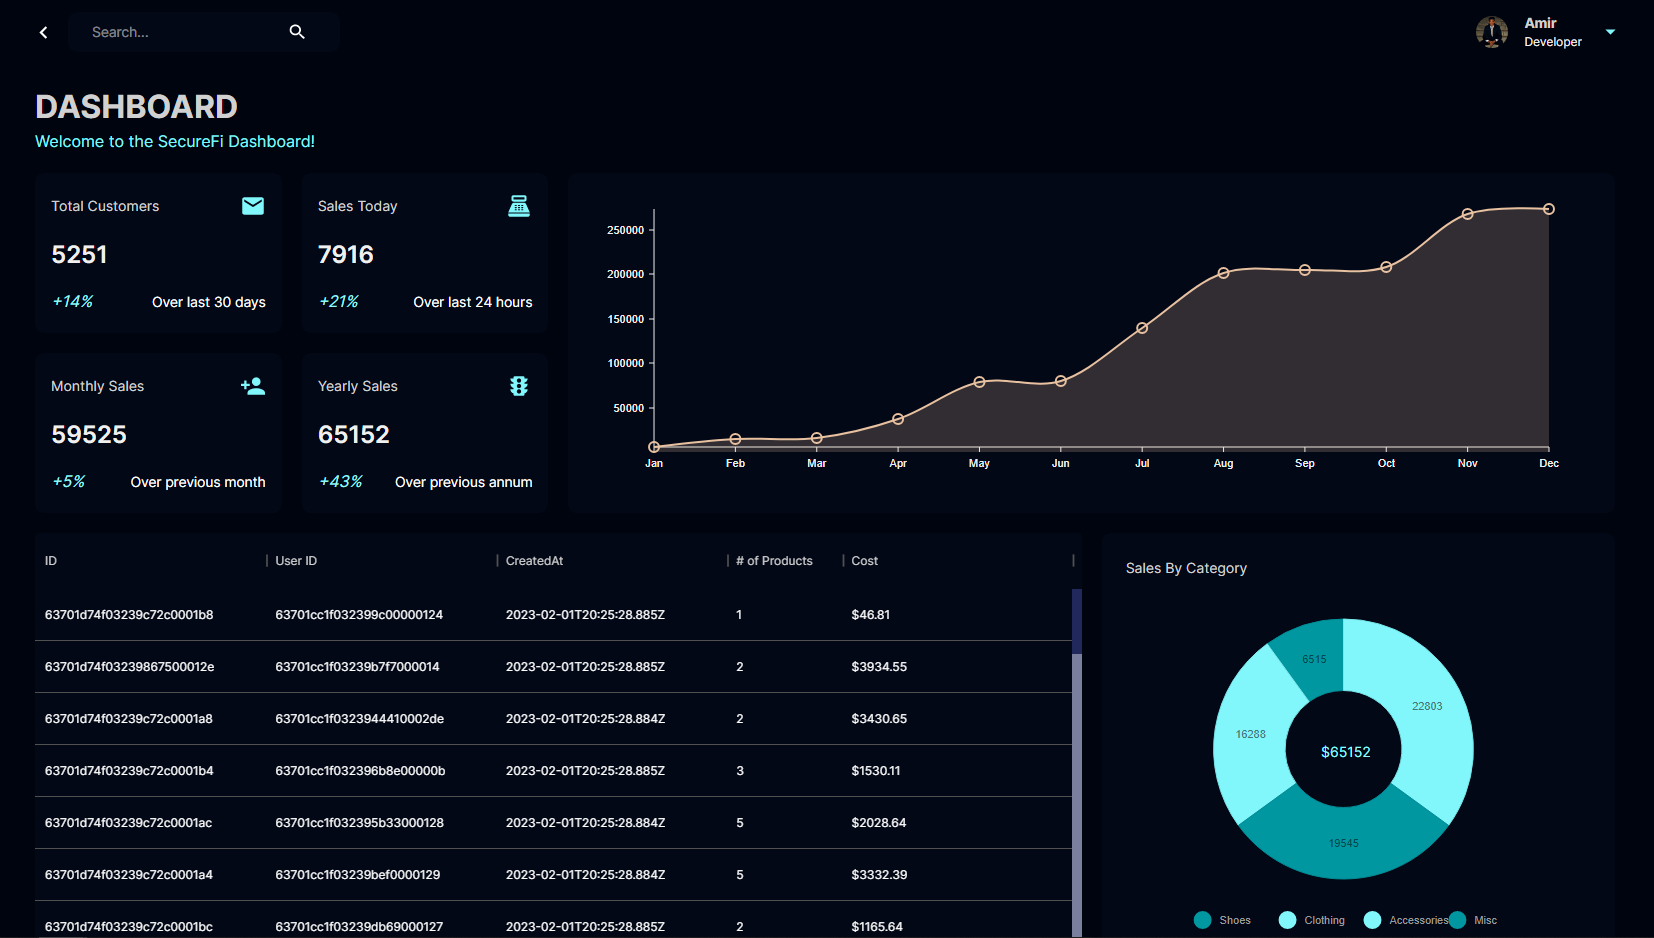 Search...
Amir
Developer
DASHBOARD
Welcome to the SecureFi Dashboard!
Total Customers
5251
+14% Over last 30 days
Sales Today
7916
+21% Over last 24 hours
Monthly Sales
59525
+5% Over previous month
Yearly Sales
65152
+43% Over previous annum
250000
200000
150000
100000
50000
Jan Feb Mar Apr May Jun Jul Aug Sep Oct Nov Dec
ID User ID CreatedAt # of Products Cost
63701d74f03239c72c0001b8 63701cc1f032399c00000124 2023-02-01T20:25:28.885Z 1 $46.81
63701d74f03239867500012e 63701cc1f03239b7f7000014 2023-02-01T20:25:28.885Z 2 $3934.55
63701d74f03239c72c0001a8 63701cc1f0323944410002de 2023-02-01T20:25:28.884Z 2 $3430.65
63701d74f03239c72c0001b4 63701cc1f032396b8e00000b 2023-02-01T20:25:28.885Z 3 $1530.11
63701d74f03239c72c0001ac 63701cc1f032395b33000128 2023-02-01T20:25:28.884Z 5 $2028.64
63701d74f03239c72c0001a4 63701cc1f03239bef0000129 2023-02-01T20:25:28.884Z 5 $3332.39
63701d74f03239c72c0001bc 63701cc1f03239db69000127 2023-02-01T20:25:28.885Z 2 $1165.64
Sales By Category
6515
22803
16288
$65152
19545
Shoes Clothing Accessories Misc